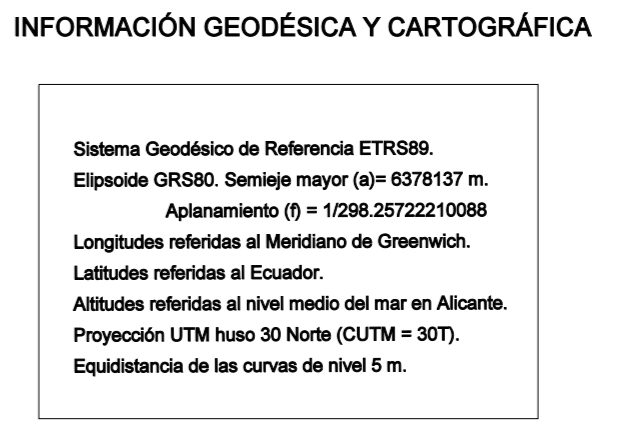 INFORMACIÓN GEODÉSICA Y CARTOGRÁFICA
Sistema Geodésico de Referencia ETRS89.
Elipsoide GRS80. Semieje mayor (a)= 6378137 m.
Aplanamiento (f) = 1/298.25722210088
Longitudes referidas al Meridiano de Greenwich.
Latitudes referidas al Ecuador.
Altitudes referidas al nivel medio del mar en Alicante.
Proyección UTM huso 30 Norte (CUTM = 30T).
Equidistancia de las curvas de nivel 5 m.